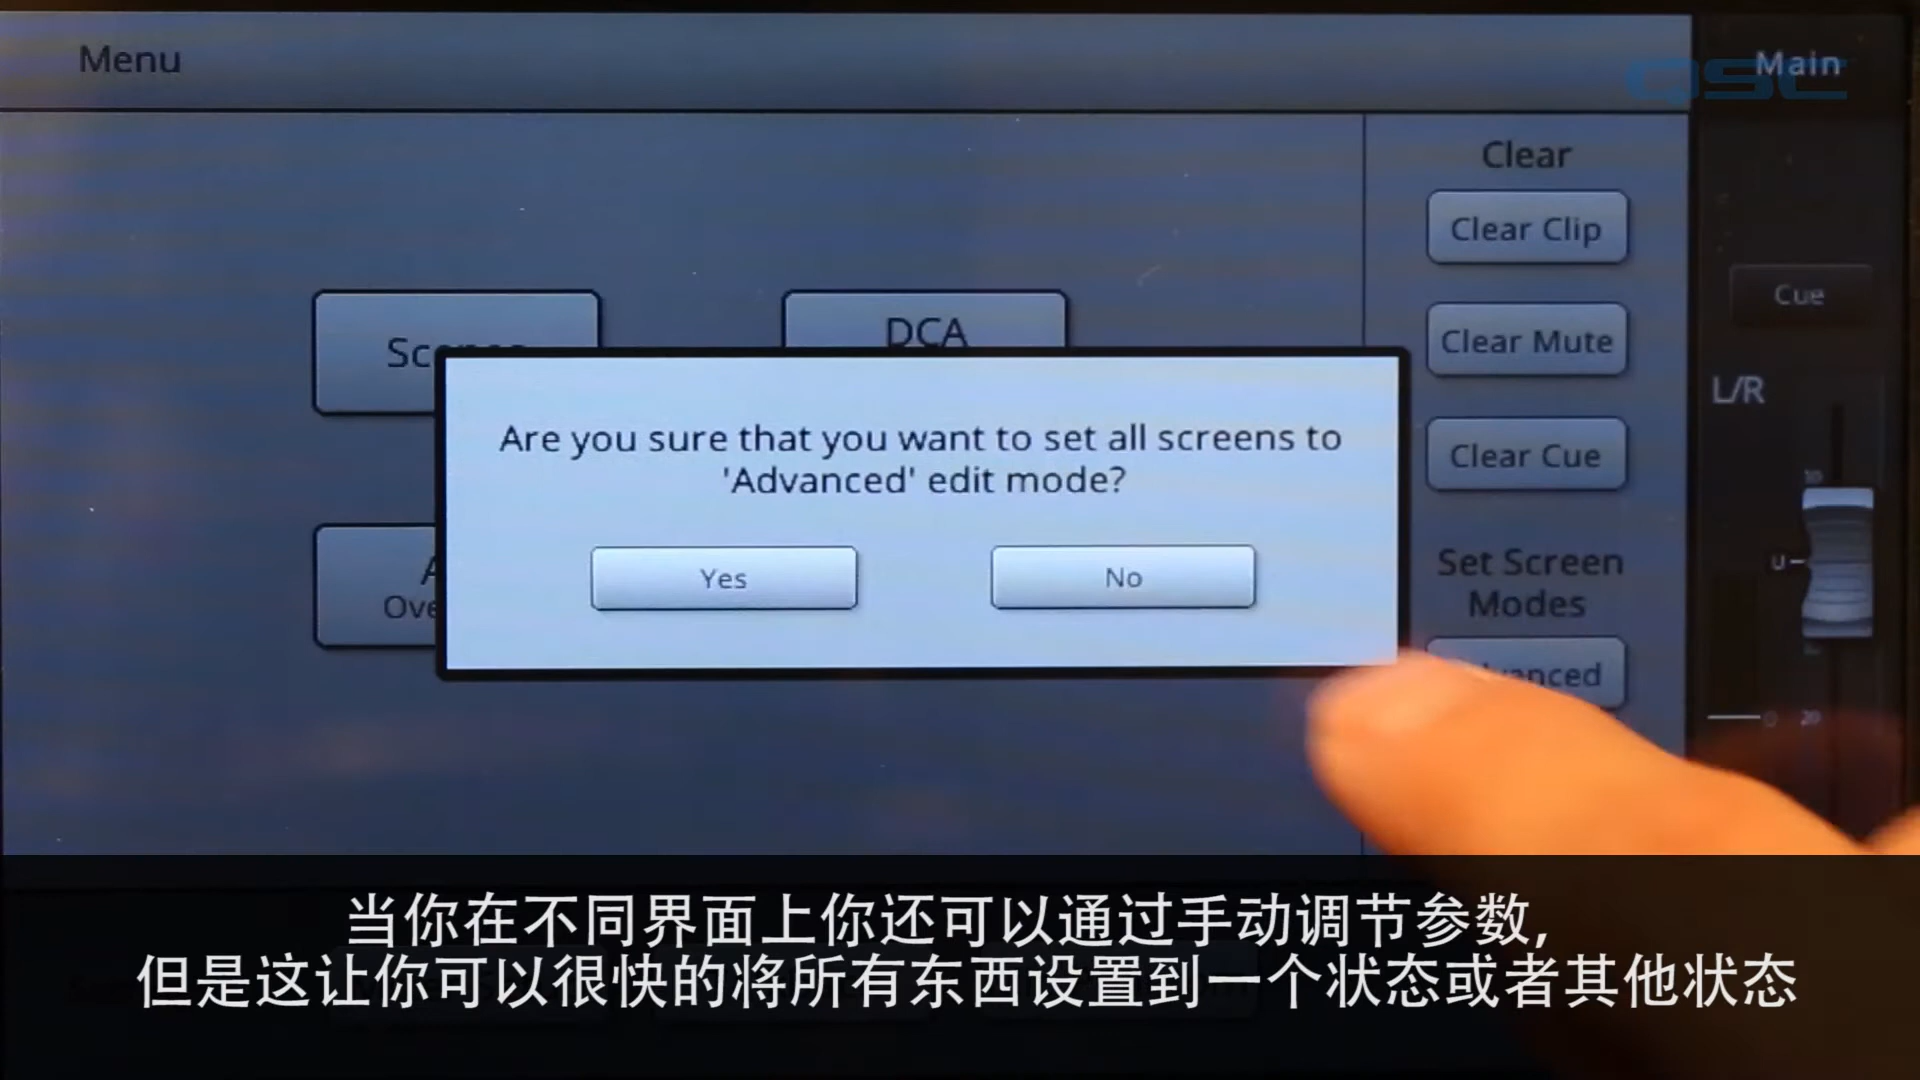 Menu
Main
QSC
Clear
Clear Clip
Cue
Clear Mute
L/R
DCA
Clear Cue
Are you sure that you want to set all screens to
'Advanced' edit mode?
10
Set Screen
Modes
U
Yes
No
20
当你在不同界面上你还可以通过手动调节参数,
但是这让你可以很快的将所有东西设置到一个状态或者其他状态